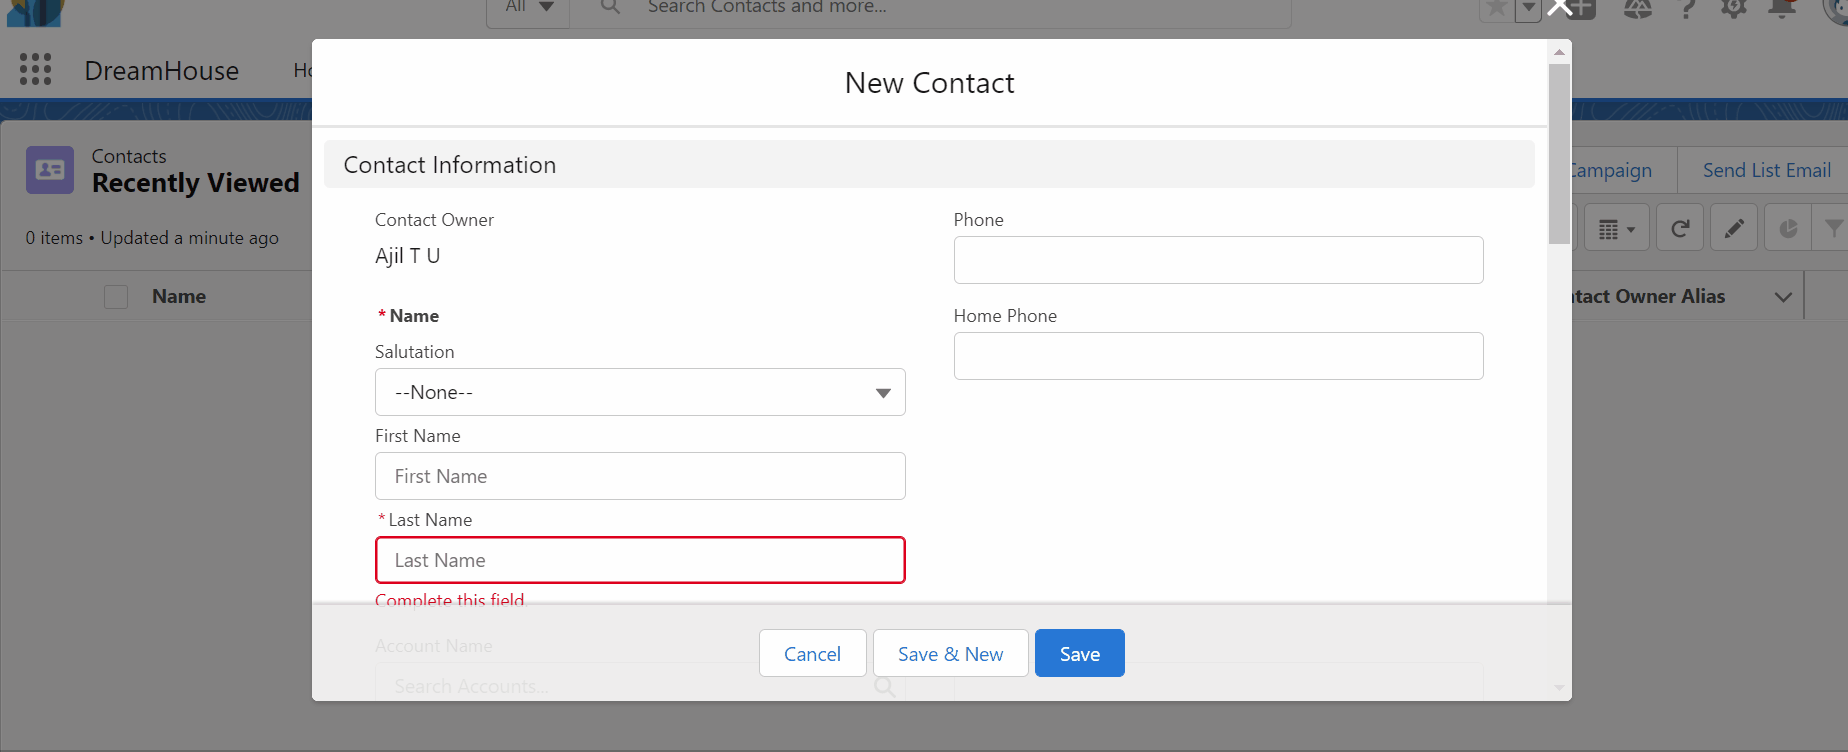 All
Search Contacts and more...
DreamHouse
New Contact
Contacts
Recently Viewed
Campaign
Send List Email
0 items • Updated a minute ago
Name
Contact Owner Alias
Contact Information
Contact Owner
Ajil T U
Phone
*Name
Home Phone
Salutation
--None--
First Name
First Name
*Last Name
Last Name
Complete this field.
Account Name
Search Accounts...
Cancel
Save & New
Save